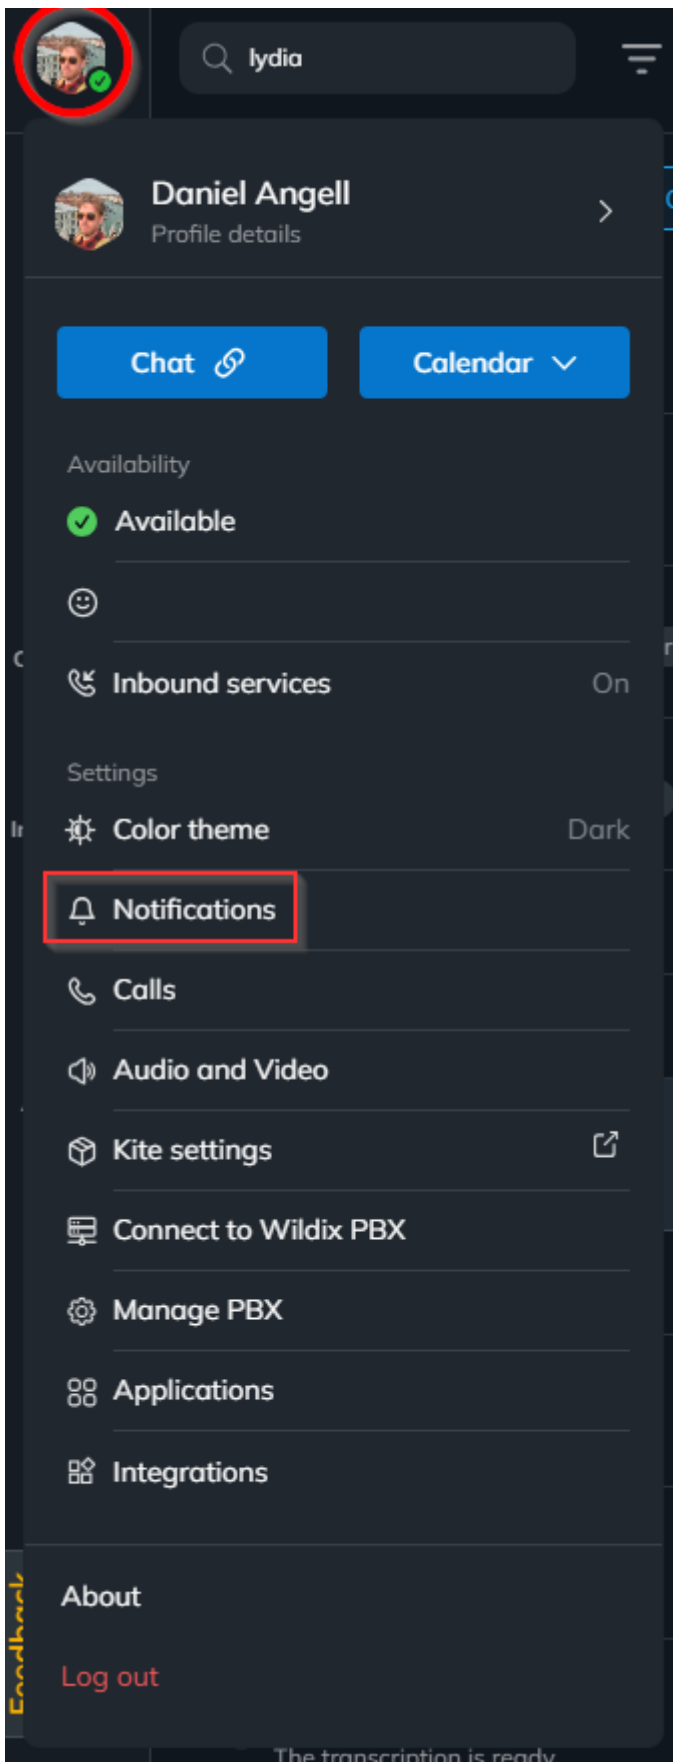 lydia
Daniel Angell
Profile details
Chat
Calendar
Availability
Available
Inbound services On
Settings
Color theme Dark
Notifications
Calls
Audio and Video
Kite settings
Connect to Wildix PBX
Manage PBX
Applications
Integrations
About
Log out
Feedback
The transcription is ready